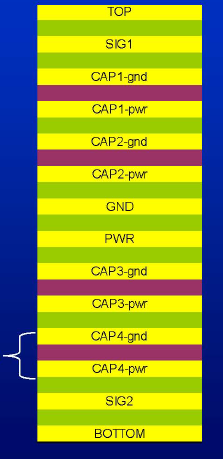 TOP
SIG1
CAP1-gnd
CAP1-pwr
CAP2-gnd
CAP2-pwr
GND
PWR
CAP3-gnd
CAP3-pwr
CAP4-gnd
CAP4-pwr
SIG2
BOTTOM